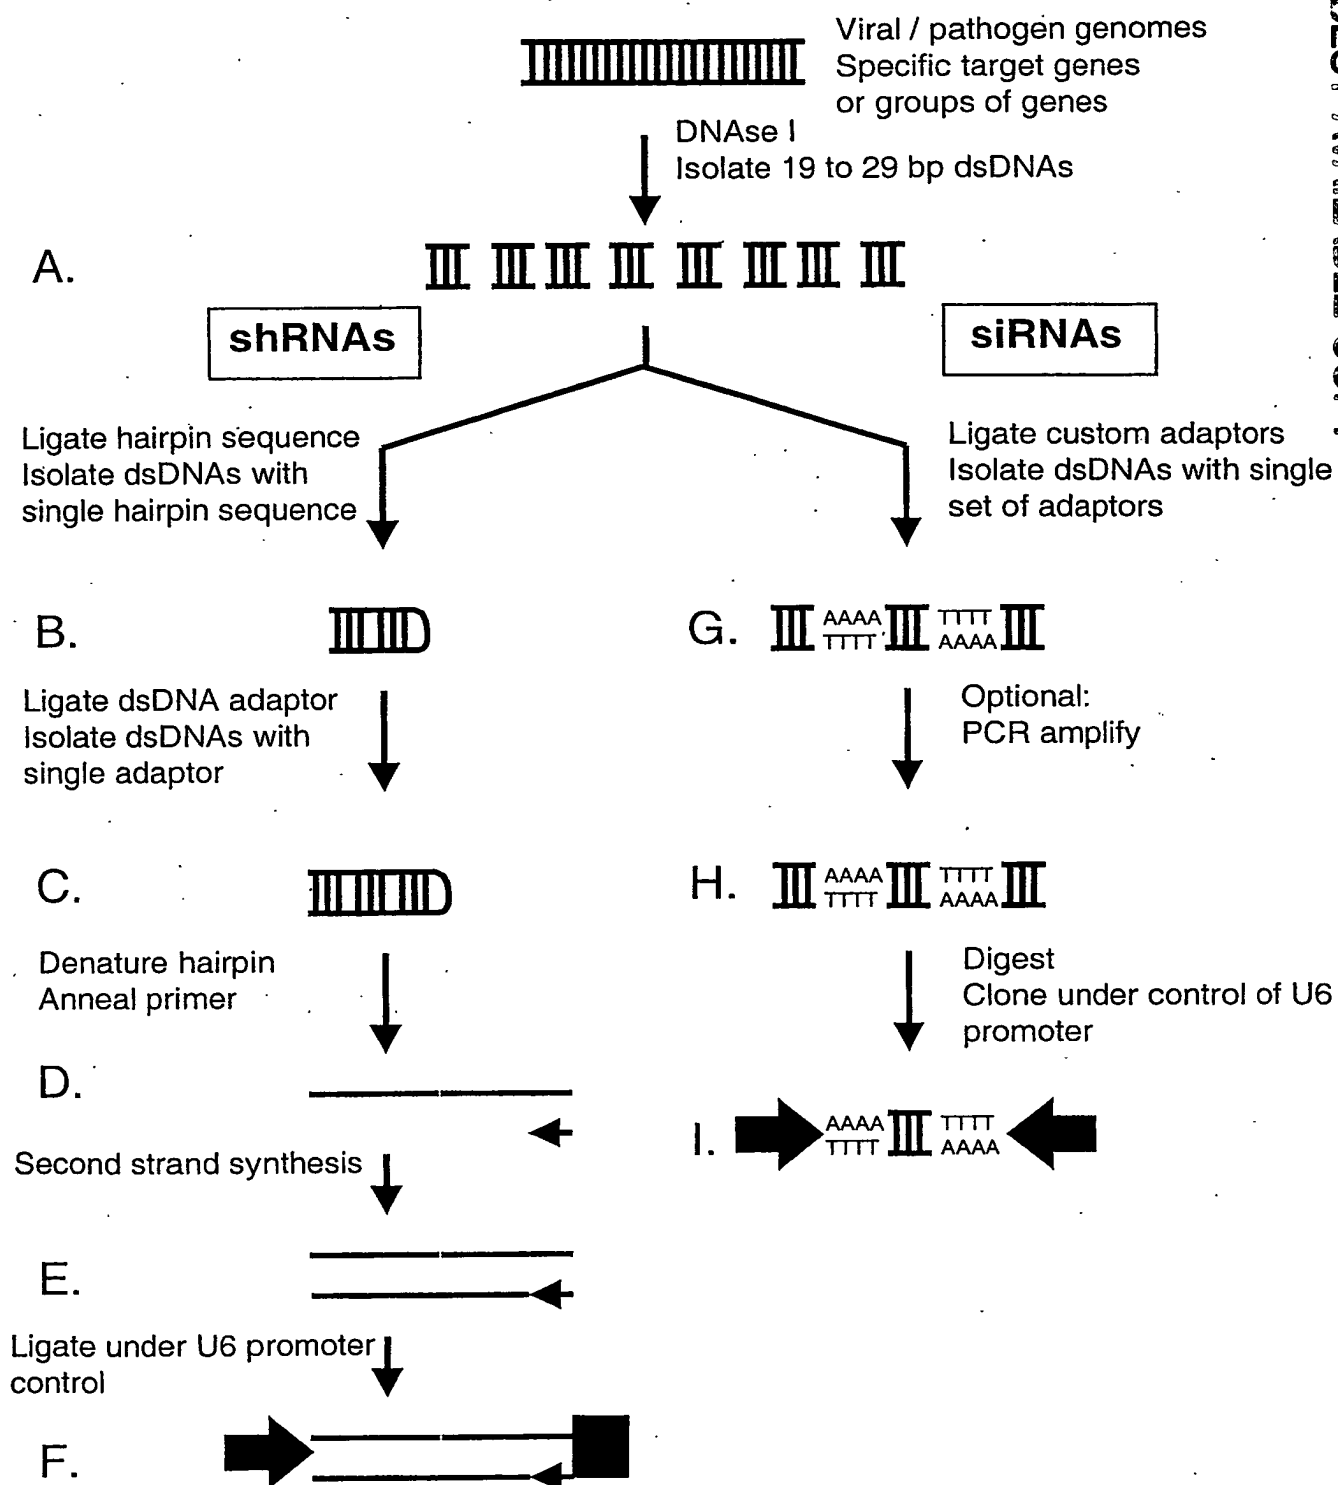 Viral / pathogen genomes
Specific target genes
or groups of genes
DNAse I
Isolate 19 to 29 bp dsDNAs
A.
shRNAs
siRNAs
Ligate hairpin sequence
Isolate dsDNAs with
single hairpin sequence
Ligate custom adaptors
Isolate dsDNAs with single
set of adaptors
B.
G.
AAAA
TTTT
TTTT
AAAA
Ligate dsDNA adaptor
Isolate dsDNAs with
single adaptor
Optional:
PCR amplify
C.
H.
AAAA
TTTT
TTTT
AAAA
Denature hairpin
Anneal primer
Digest
Clone under control of U6
promoter
D.
I.
AAAA
TTTT
TTTT
AAAA
Second strand synthesis
E.
Ligate under U6 promoter
control
F.